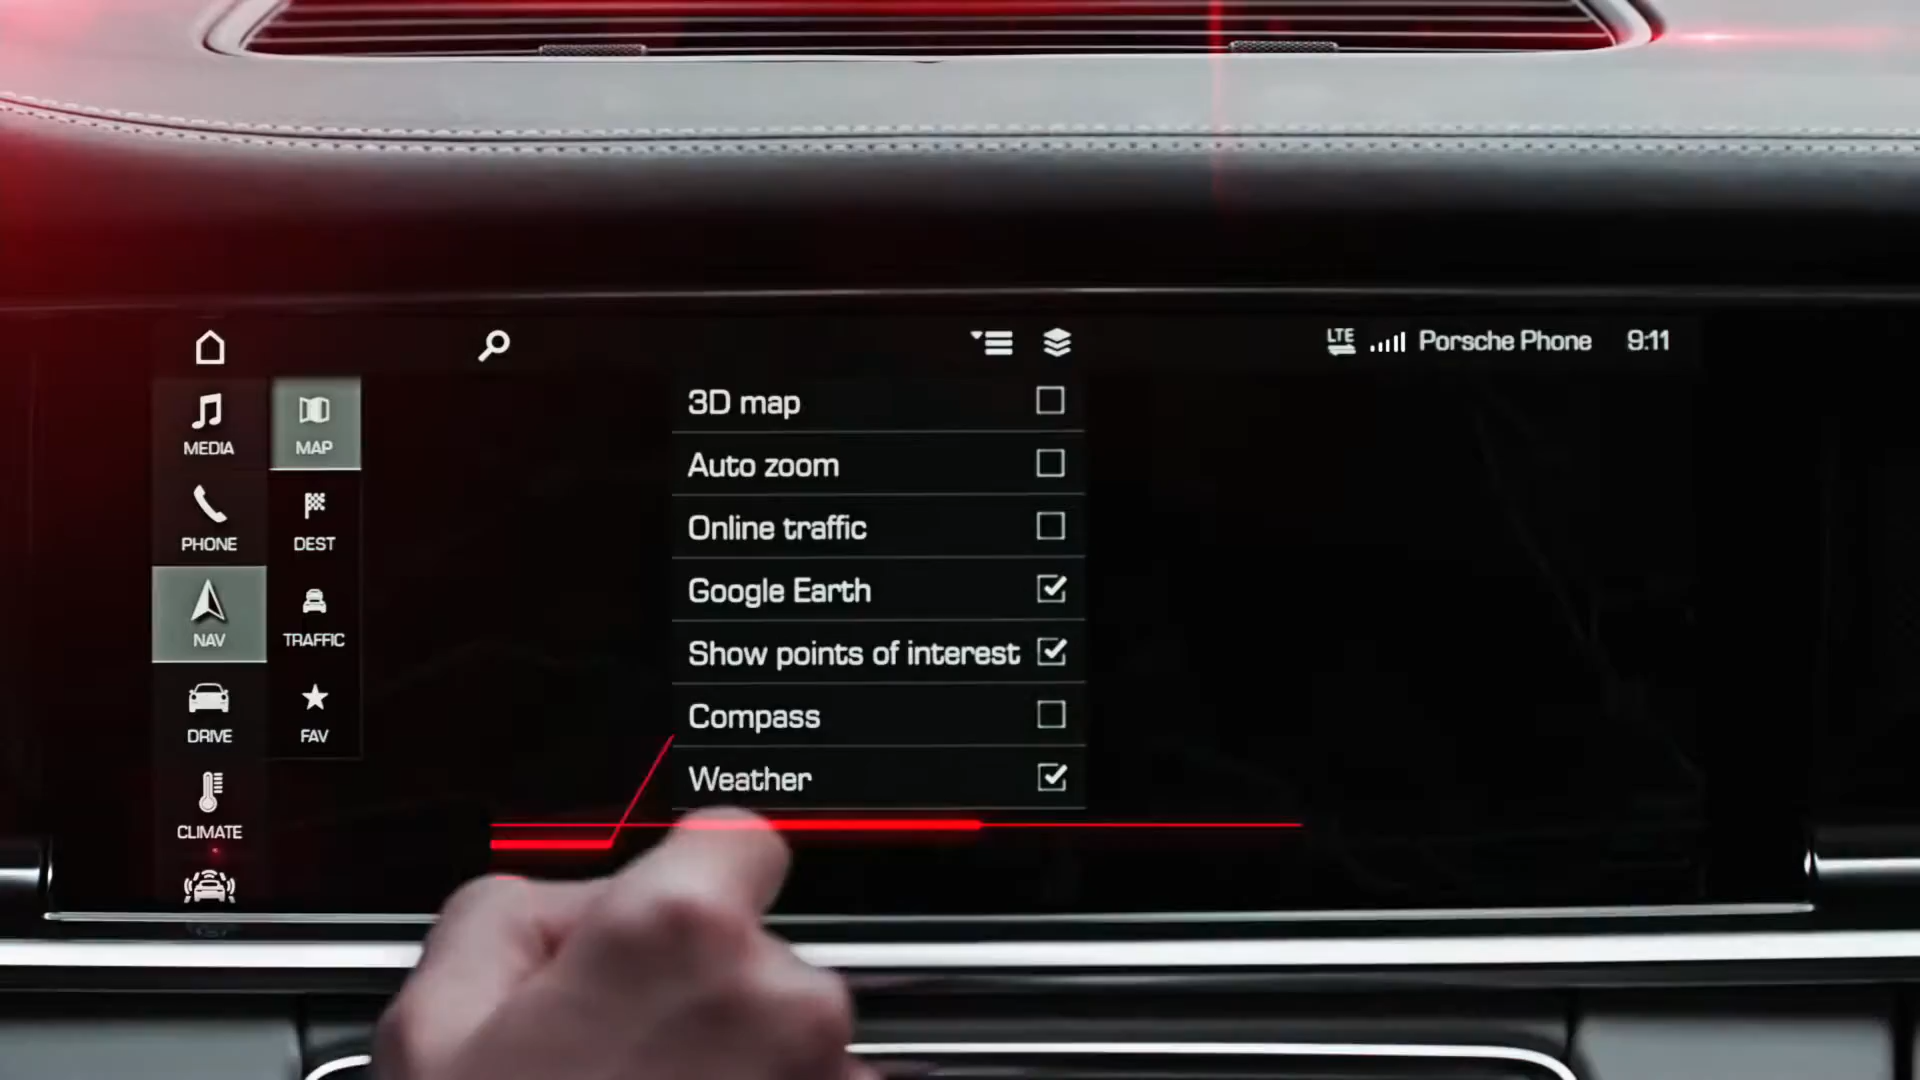 LTE Porsche Phone 9:11
MEDIA
PHONE
NAV
DRIVE
CLIMATE
MAP
DEST
TRAFFIC
FAV
3D map
Auto zoom
Online traffic
Google Earth
Show points of interest
Compass
Weather